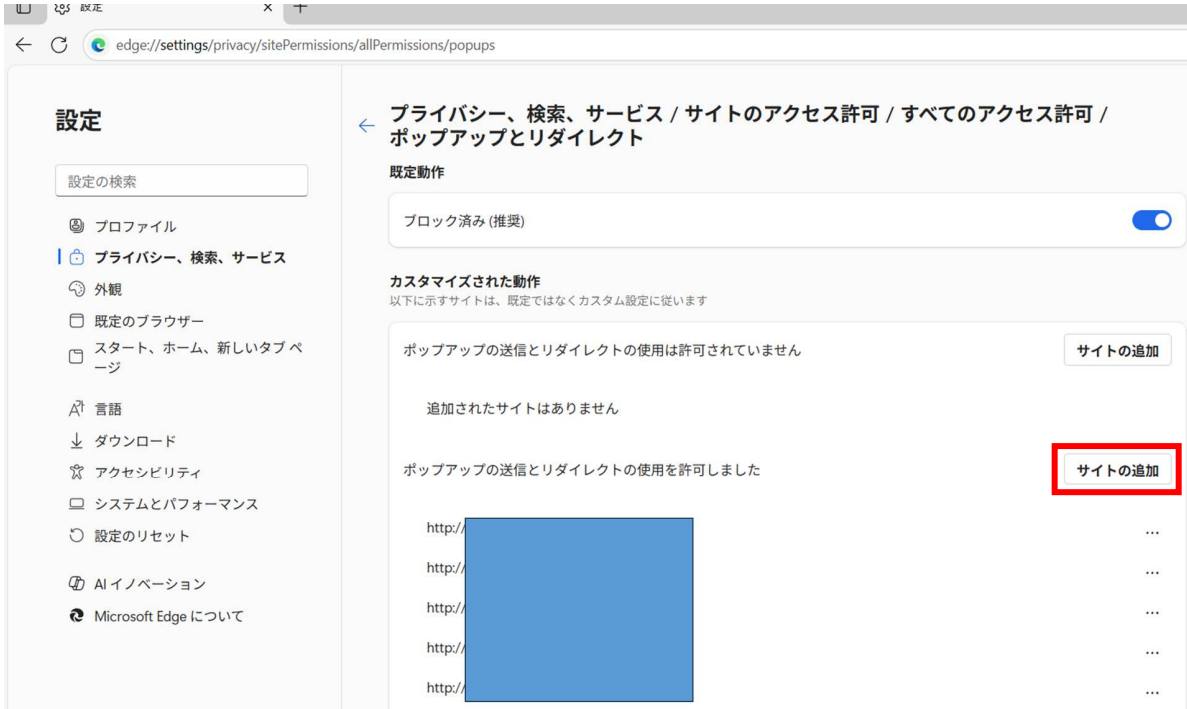 設定
edge://settings/privacy/sitePermissions/allPermissions/popups
設定
設定の検索
プロファイル
プライバシー、検索、サービス
外観
既定のブラウザー
スタート、ホーム、新しいタブ ペ
ージ
言語
ダウンロード
アクセシビリティ
システムとパフォーマンス
設定のリセット
AI イノベーション
Microsoft Edge について
プライバシー、検索、サービス / サイトのアクセス許可 / すべてのアクセス許可 /
ポップアップとリダイレクト
既定動作
ブロック済み (推奨)
カスタマイズされた動作
以下に示すサイトは、既定ではなくカスタム設定に従います
ポップアップの送信とリダイレクトの使用は許可されていません
サイトの追加
追加されたサイトはありません
ポップアップの送信とリダイレクトの使用を許可しました
サイトの追加
http://
http://
http://
http://
http://